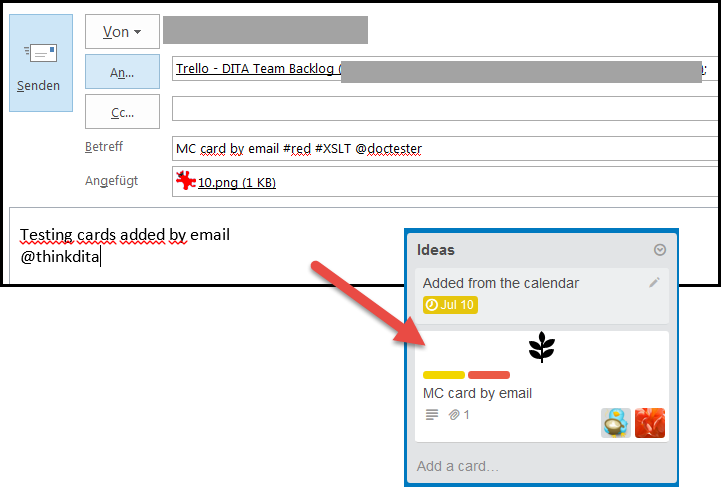 Von
Senden
An...
Trello - DITA Team Backlog (
);
Cc...
Betreff
MC card by email #red #XSLT @doctester
Angefügt
10.png (1 KB)
Testing cards added by email
@thinkdita
Ideas
Added from the calendar
Jul 10
MC card by email
1
Add a card...